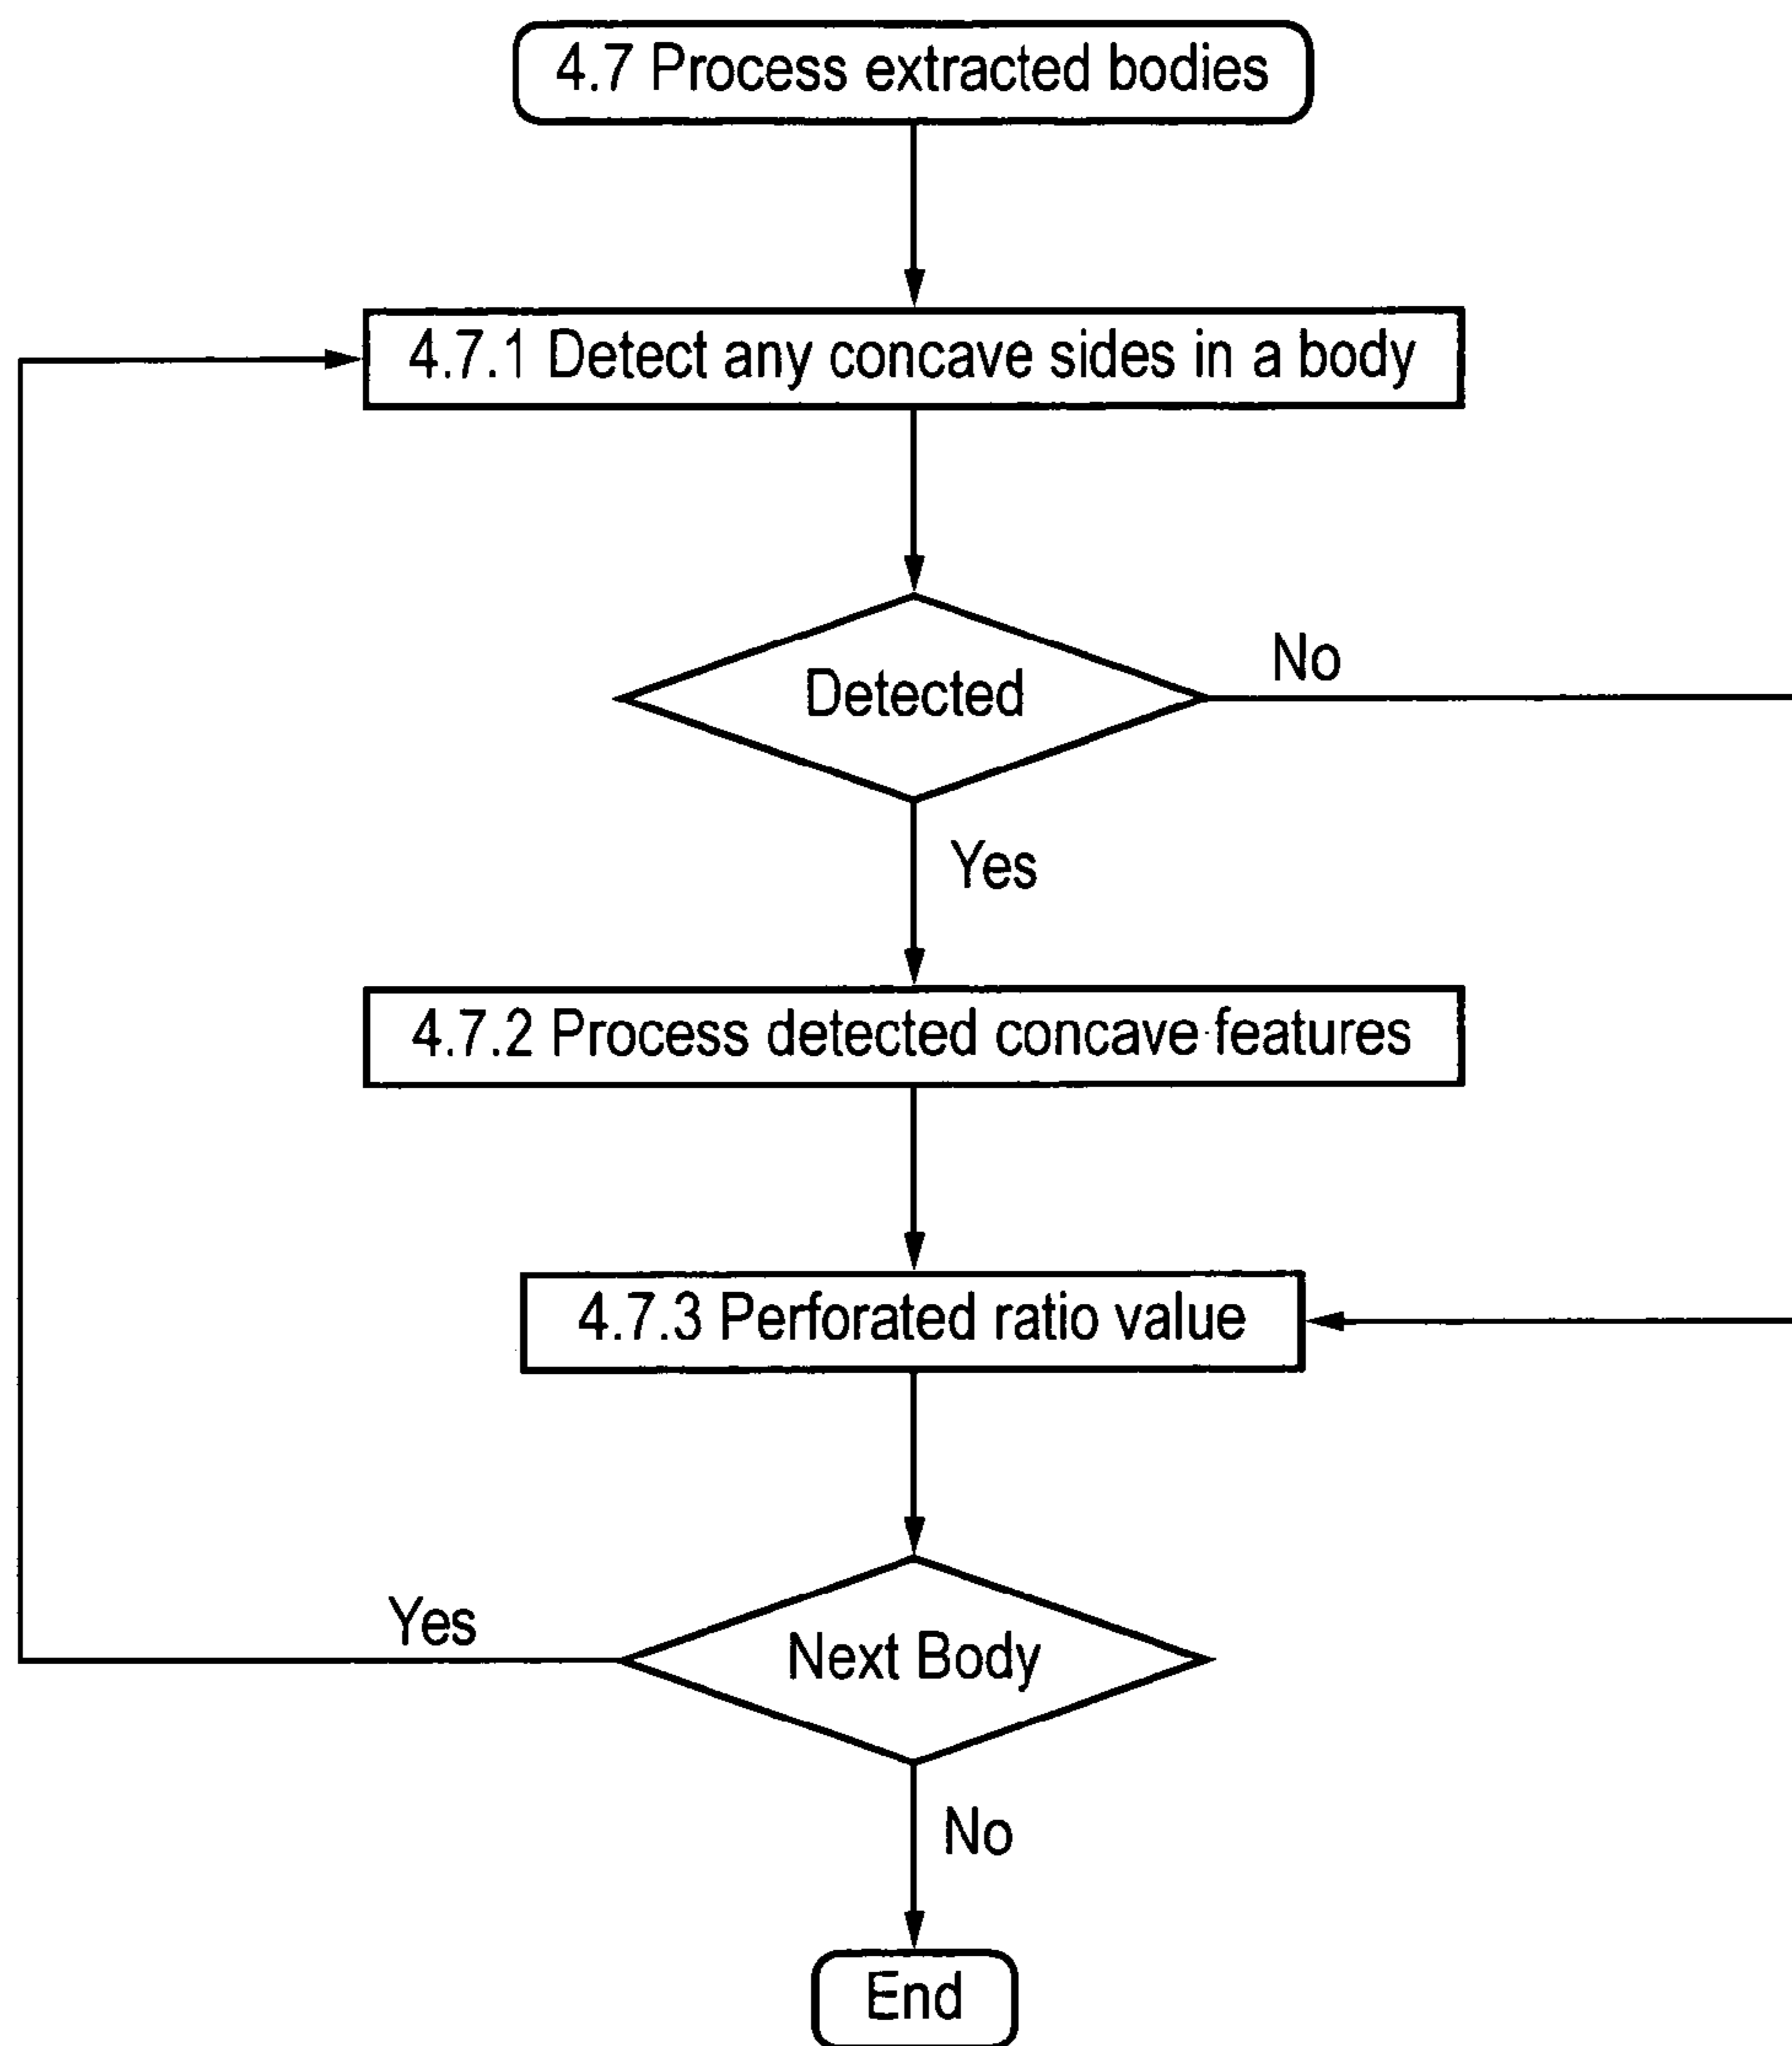 4.7 Process extracted bodies
4.7.1 Detect any concave sides in a body
Detected
No
Yes
4.7.2 Process detected concave features
4.7.3 Perforated ratio value
Yes
Next Body
No
End